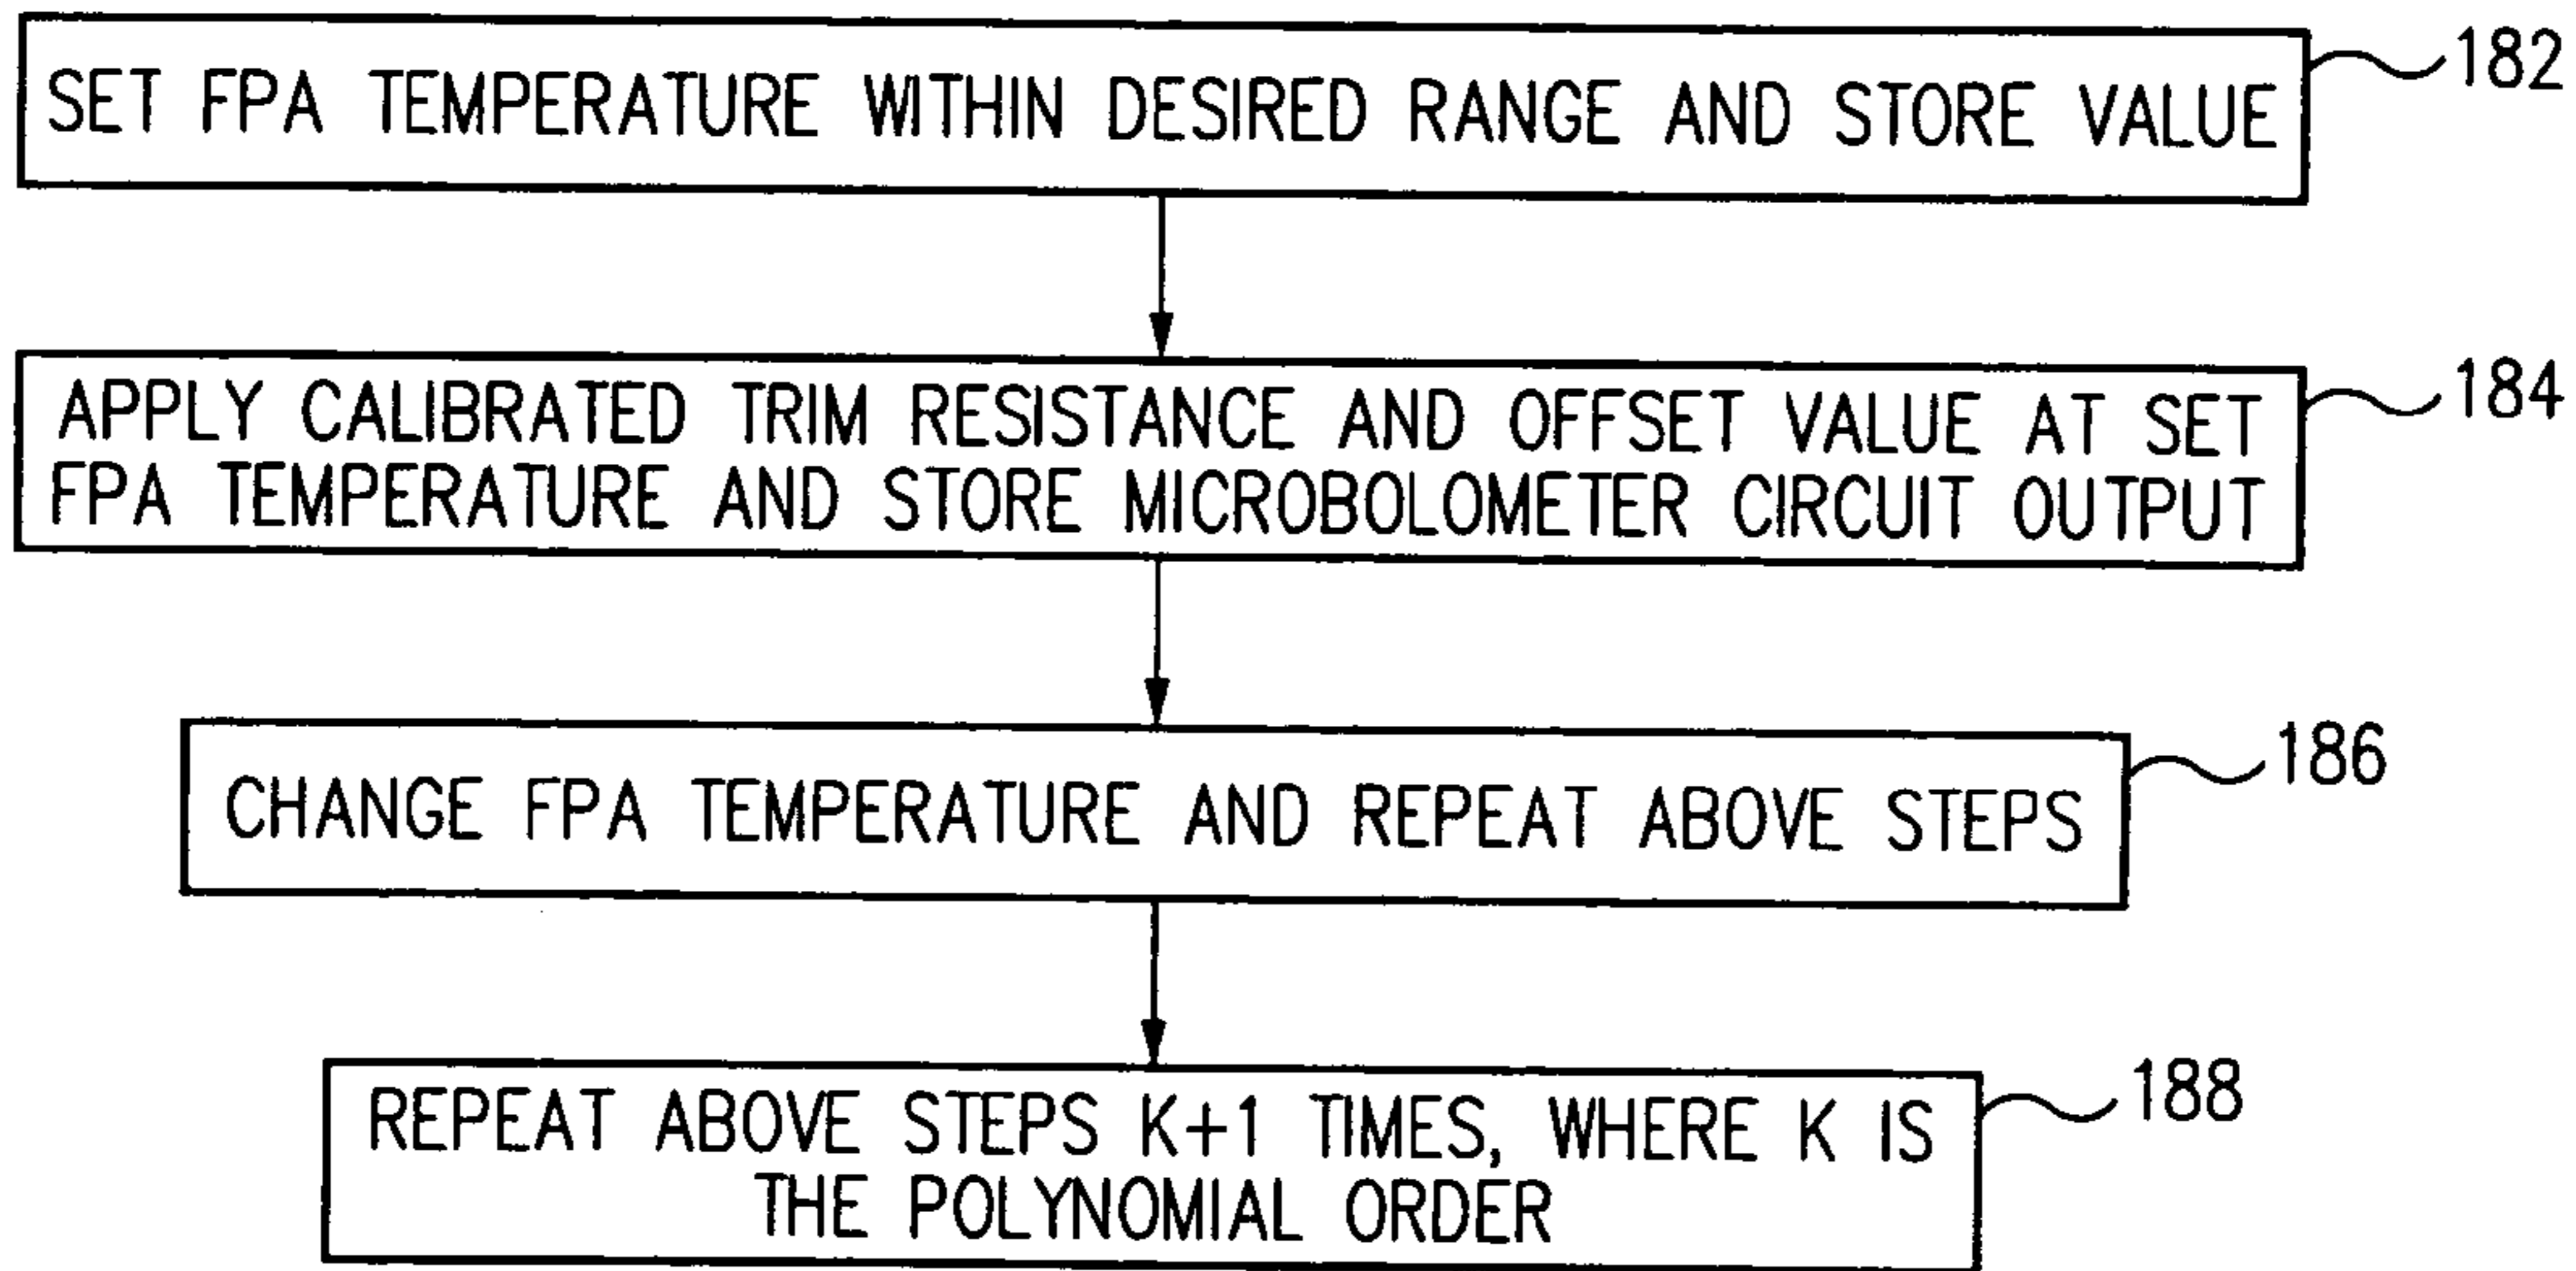 SET FPA TEMPERATURE WITHIN DESIRED RANGE AND STORE VALUE
182
APPLY CALIBRATED TRIM RESISTANCE AND OFFSET VALUE AT SET
FPA TEMPERATURE AND STORE MICROBOLOMETER CIRCUIT OUTPUT
184
CHANGE FPA TEMPERATURE AND REPEAT ABOVE STEPS
186
REPEAT ABOVE STEPS K+1 TIMES, WHERE K IS
THE POLYNOMIAL ORDER
188